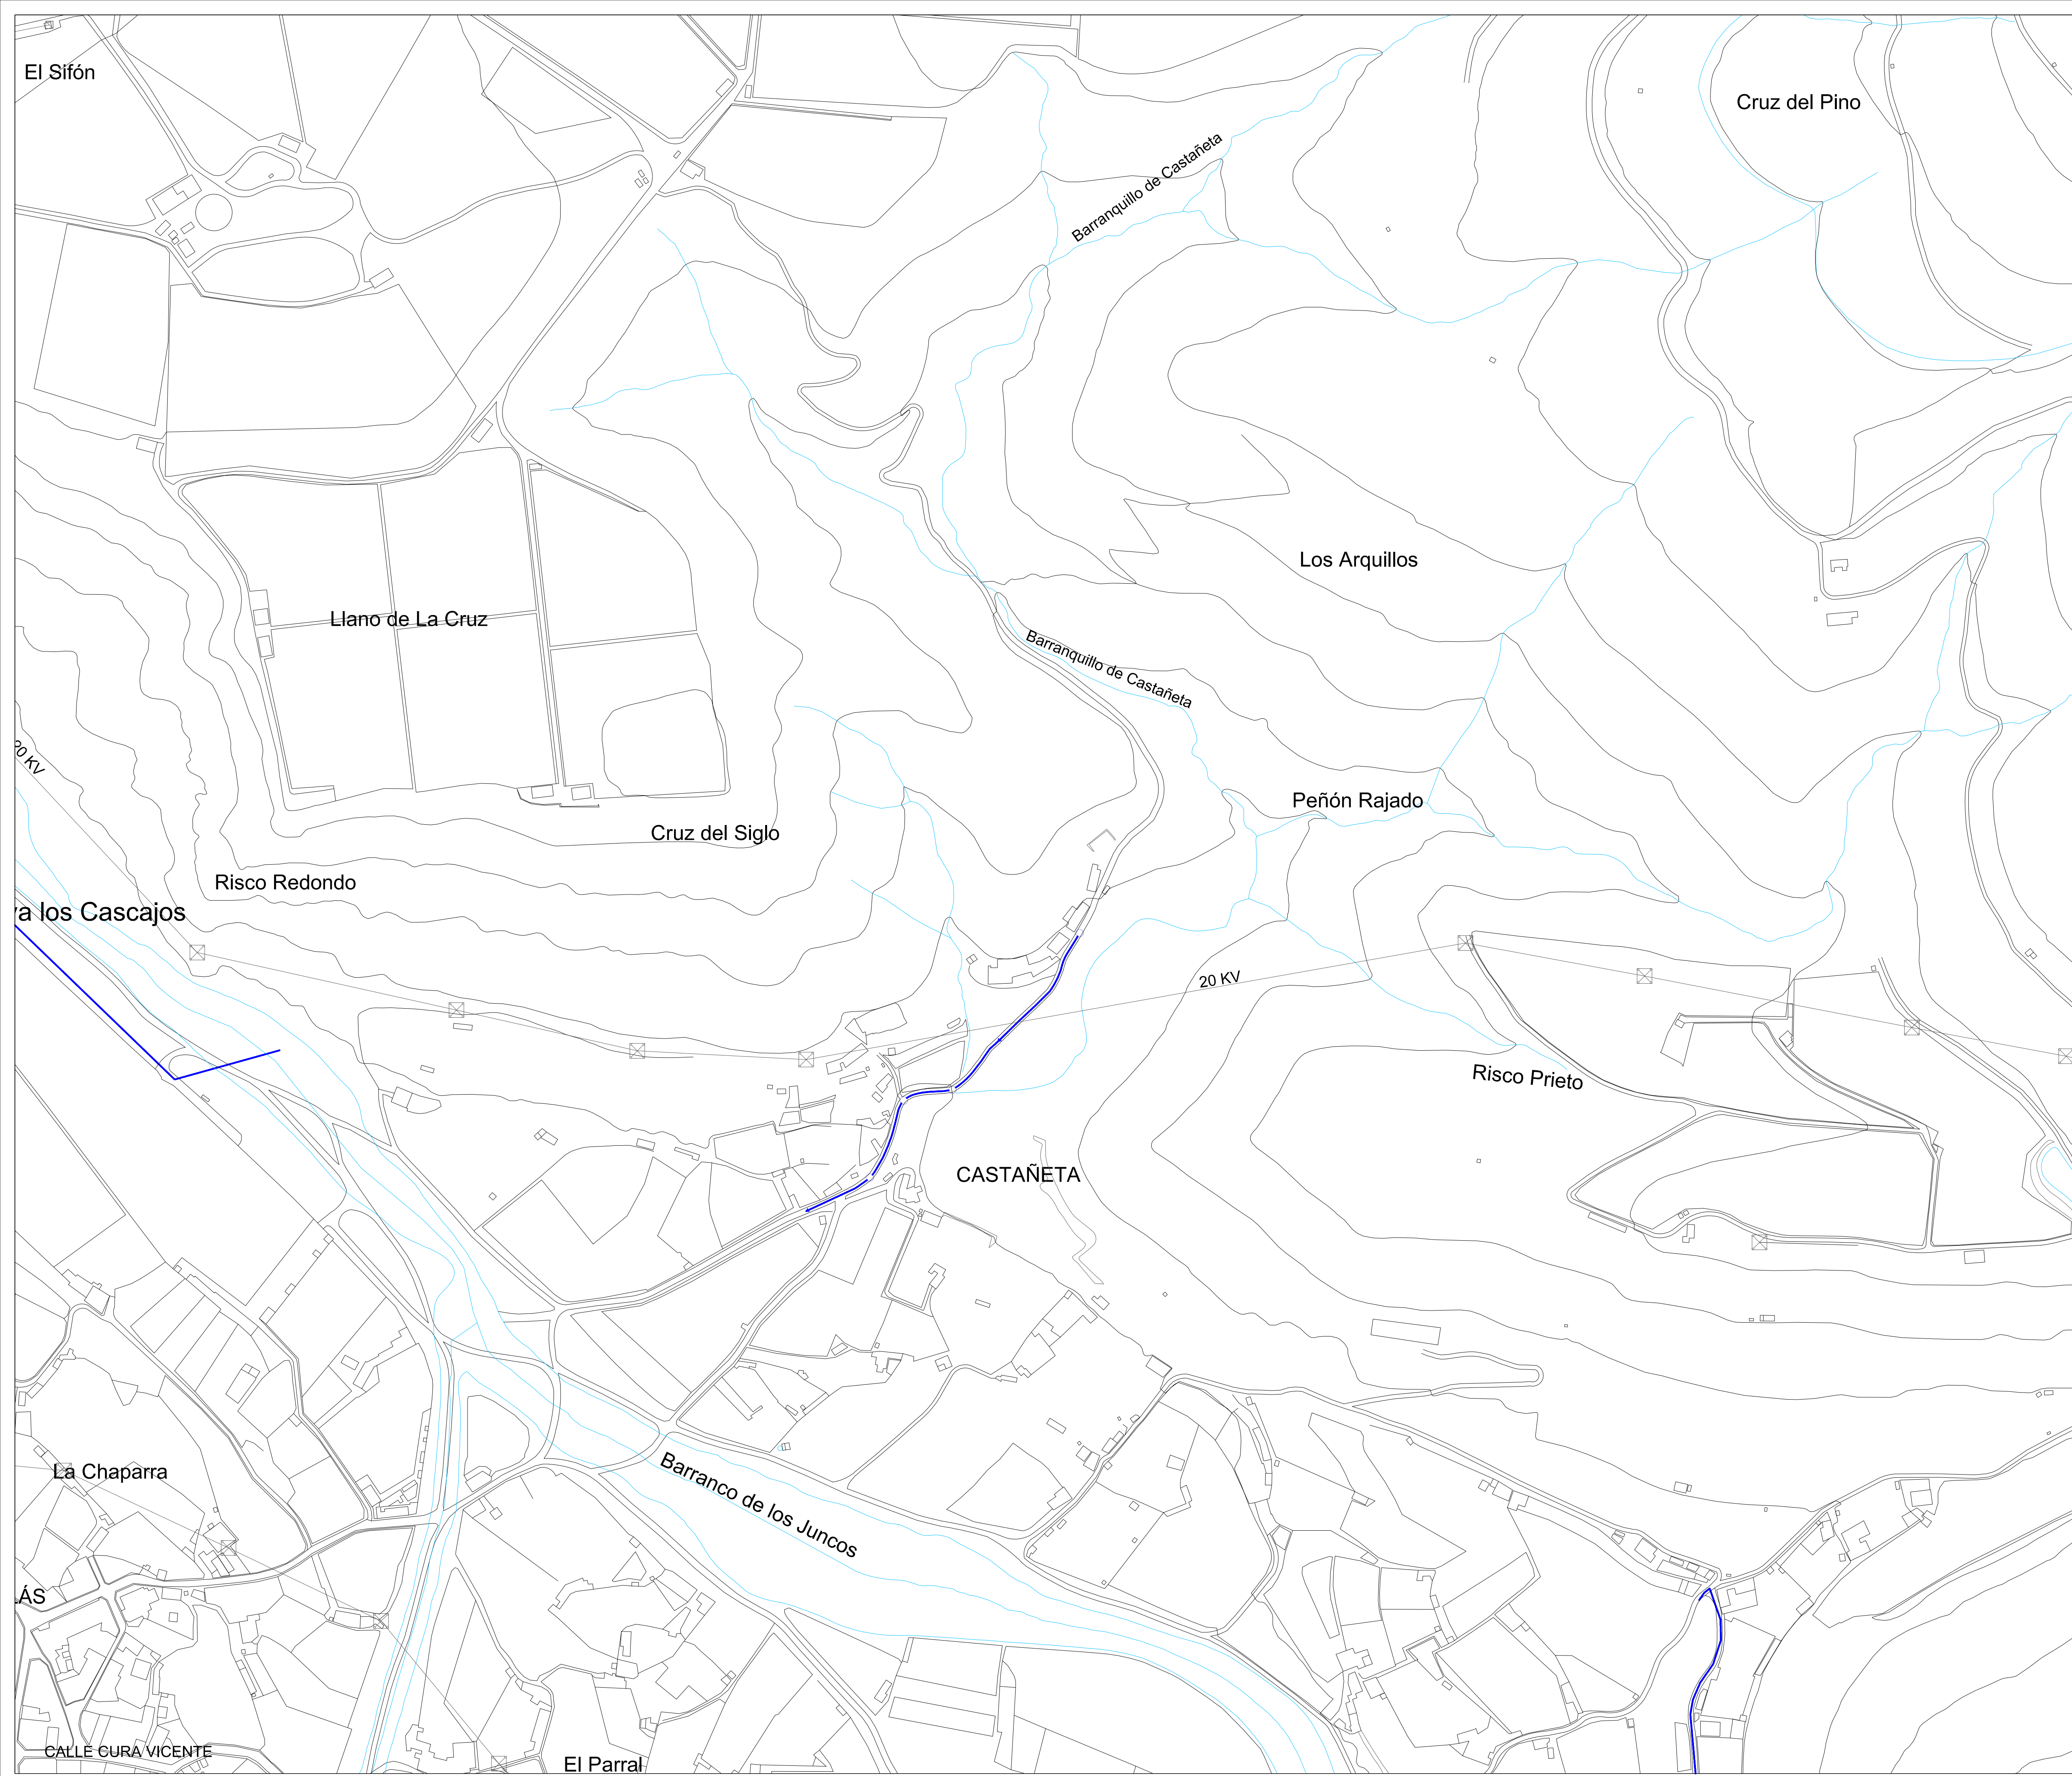 El Sifón
Cruz del Pino
Barranquillo de Castañeta
Los Arquillos
Llano de La Cruz
Barranquillo de Castañeta
20 KV
Peñón Rajado
Cruz del Siglo
Risco Redondo
ya los Cascajos
20 KV
Risco Prieto
CASTAÑETA
La Chaparra
Barranco de los Juncos
ÁS
CALLE CURA VICENTE
El Parral